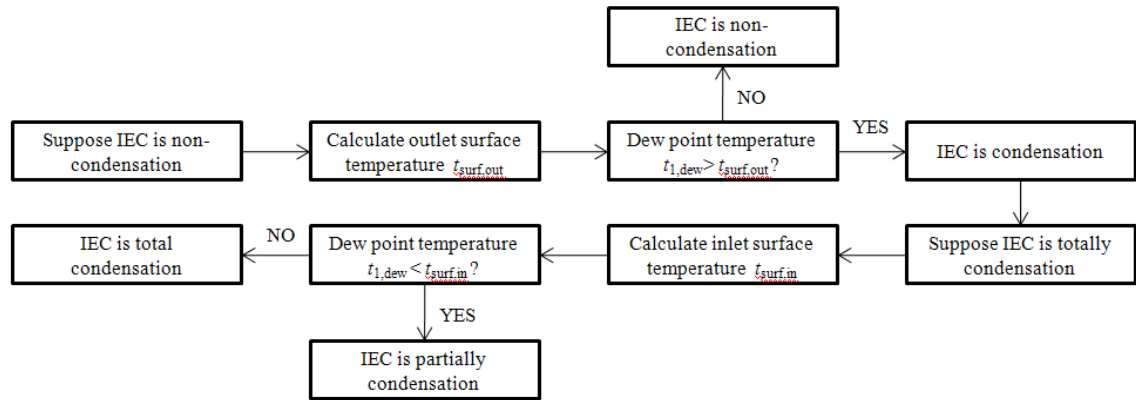 IEC is non-
condensation
NO
Suppose IEC is non-
condensation
Calculate outlet surface
temperature tsurf,out
Dew point temperature
t1,dew> tsurf,out?
YES
IEC is condensation
IEC is total
condensation
NO
Dew point temperature
t1,dew < tsurf,in?
Calculate inlet surface
temperature tsurf,in
Suppose IEC is totally
condensation
YES
IEC is partially
condensation